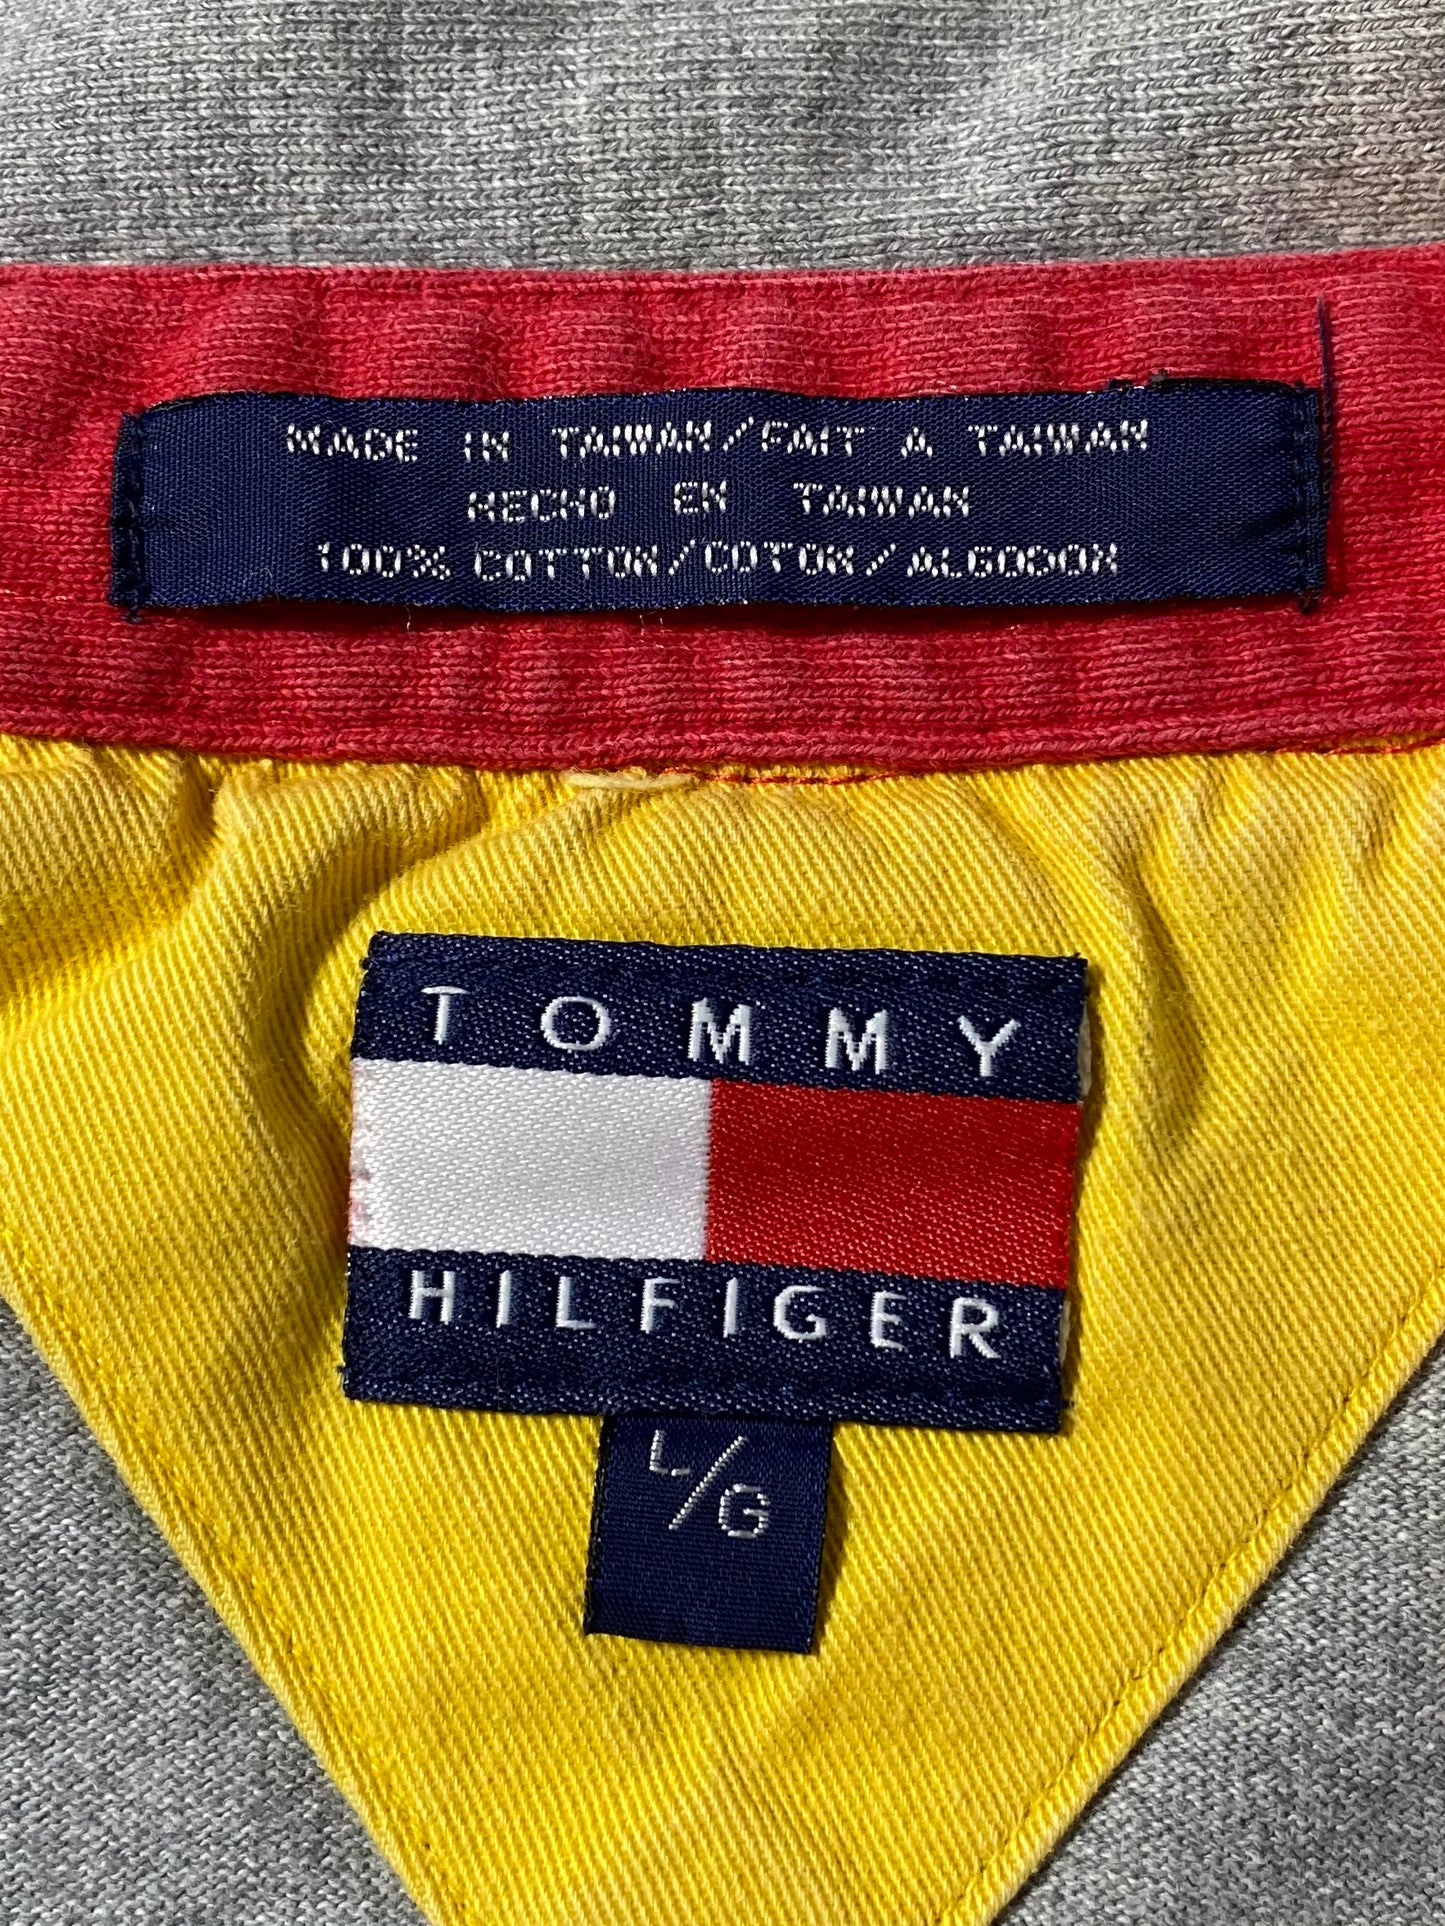 MADE IN TAIWAN/FAIT A TAIWAN
HECHO EN TAIWAN
100% COTTON/COTON/ALGODON
TOMMY
HILFIGER
L/G